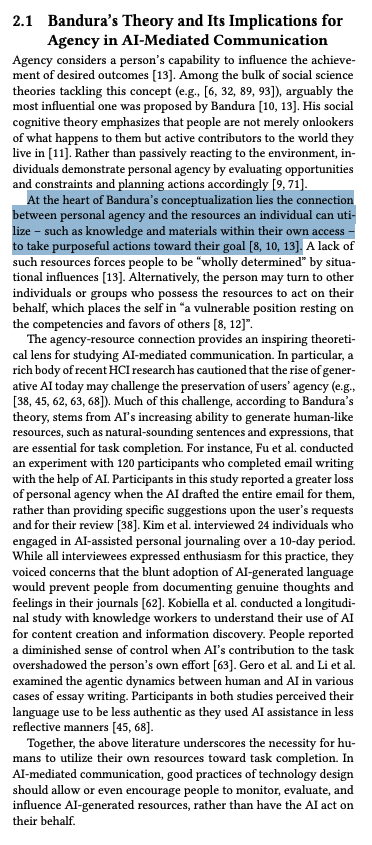 2.1 Bandura's Theory and Its Implications for
Agency in AI-Mediated Communication
Agency considers a person's capability to influence the achieve-
ment of desired outcomes [13]. Among the bulk of social science
theories tackling this concept (e.g., [6, 32, 89, 93]), arguably the
most influential one was proposed by Bandura [10, 13]. His social
cognitive theory emphasizes that people are not merely onlookers
of what happens to them but active contributors to the world they
live in [11]. Rather than passively reacting to the environment, in-
dividuals demonstrate personal agency by evaluating opportunities
and constraints and planning actions accordingly [9, 71].
At the heart of Bandura's conceptualization lies the connection
between personal agency and the resources an individual can uti-
lize – such as knowledge and materials within their own access –
to take purposeful actions toward their goal [8, 10, 13]. A lack of
such resources forces people to be "wholly determined" by situa-
tional influences [13]. Alternatively, the person may turn to other
individuals or groups who possess the resources to act on their
behalf, which places the self in "a vulnerable position resting on
the competencies and favors of others [8, 12]".
The agency-resource connection provides an inspiring theoreti-
cal lens for studying AI-mediated communication. In particular, a
rich body of recent HCI research has cautioned that the rise of gener-
ative AI today may challenge the preservation of users' agency (e.g.,
[38, 45, 62, 63, 68]). Much of this challenge, according to Bandura's
theory, stems from AI's increasing ability to generate human-like
resources, such as natural-sounding sentences and expressions, that
are essential for task completion. For instance, Fu et al. conducted
an experiment with 120 participants who completed email writing
with the help of AI. Participants in this study reported a greater loss
of personal agency when the AI drafted the entire email for them,
rather than providing specific suggestions upon the user's requests
and for their review [38]. Kim et al. interviewed 24 individuals who
engaged in AI-assisted personal journaling over a 10-day period.
While all interviewees expressed enthusiasm for this practice, they
voiced concerns that the blunt adoption of AI-generated language
would prevent people from documenting genuine thoughts and
feelings in their journals [62]. Kobiella et al. conducted a longitudi-
nal study with knowledge workers to understand their use of AI
for content creation and information discovery. People reported
a diminished sense of control when AI's contribution to the task
overshadowed the person's own effort [63]. Gero et al. and Li et al.
examined the agentic dynamics between human and AI in various
cases of essay writing. Participants in both studies perceived their
language use to be less authentic as they used AI assistance in less
reflective manners [45, 68].
Together, the above literature underscores the necessity for hu-
mans to utilize their own resources toward task completion. In
AI-mediated communication, good practices of technology design
should allow or even encourage people to monitor, evaluate, and
influence AI-generated resources, rather than have the AI act on
their behalf.